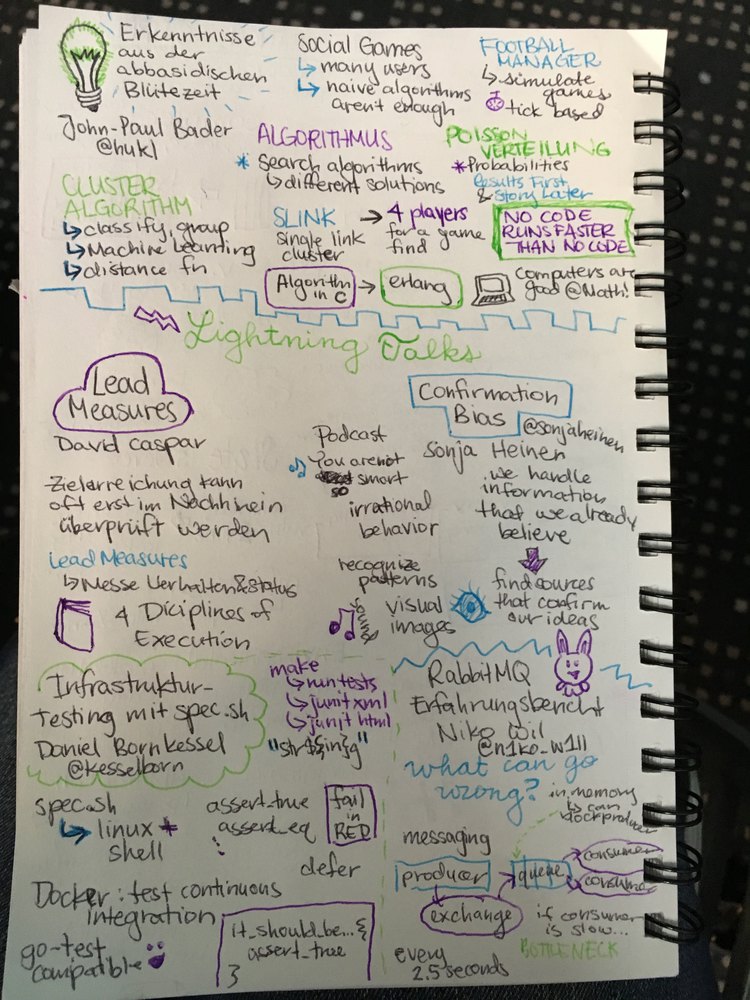 Erkenntnisse
aus der
abbasidischen
Blütezeit
John-Paul Bader
@hukl
Social Games
↳ many users
↳ naive algorithms
aren't enough
FOOTBALL
MANAGER
↳ simulate
games
tick based
ALGORITHMUS
* Search algorithms
↳ different solutions
POISSON
VERTEILUNG
* Probabilities
Results First
& Story Later
CLUSTER
ALGORITHM
↳ classify, group
↳ Machine Learning
↳ distance fn
SLINK
single link
cluster
→ 4 players
for a game
find
NO CODE
RUNS FASTER
THAN NO CODE
Algorithm
in C → erlang
computers are
good @Math!
Lightning Talks
Lead
Measures
David Caspar
Zielerreichung kann
oft erst im Nachhinein
überprüft werden
Lead Measures
↳ Messe Verhalten & Status
4 Diciplines of
Execution
Podcast
You are not
so smart
irrational
behavior
recognize
patterns
visual
images
Confirmation
Bias
@sonjaheinen
Sonja Heinen
we handle
information
that we already
believe
find sources
that confirm
our ideas
Infrastruktur-
testing mit spec.sh
Daniel Bornkessel
@kesselborn
make
↳ run tests
↳ junit xml
↳ junit html
"str${in}g"
spec.sh
↳ linux *
shell
assert_true
assert_eq
⋮
fail
in
RED
defer
Docker: test continuous
integration
go-test
compatible
it_should_be...{
assert_true
}
RabbitMQ
Erfahrungsbericht
Niko Wil
@n1ko_w1ll
what can go
wrong?
in memory
↳ can
block producer
messaging
producer
exchange
queue
consumer
consumer
if consumer
is slow...
BOTTLENECK
every
2.5 seconds